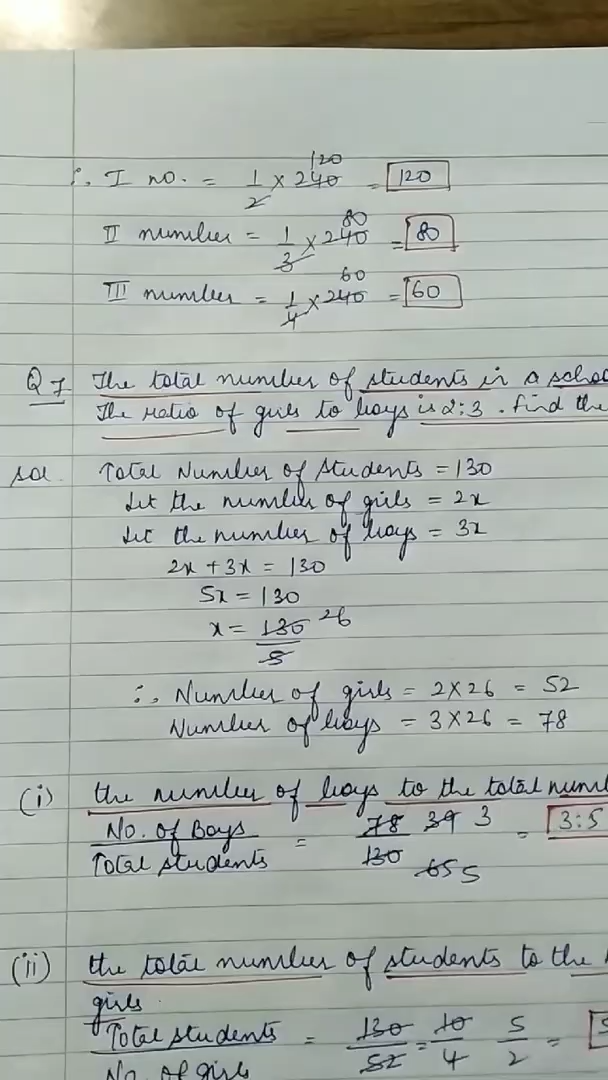 ∴ I no. = 1/2 × 240 120 = 120
II number = 1/3 × 240 80 = 80
III number = 1/4 × 240 60 = 60
Q7 The total number of students in a schoo
The ratio of girls to boys is 2:3. Find the
Sol. Total Number of Students = 130
Let the number of girls = 2x
Let the number of boys = 3x
2x + 3x = 130
5x = 130
x = 130/5 26
∴ Number of girls = 2×26 = 52
Number of boys = 3×26 = 78
(i) the number of boys to the total num
No. of Boys / Total students = 78/130 39/65 3/5 = 3:5
(ii) the total number of students to the
girls.
Total students / No. of girls = 130/52 = 10/4 5/2 = 5